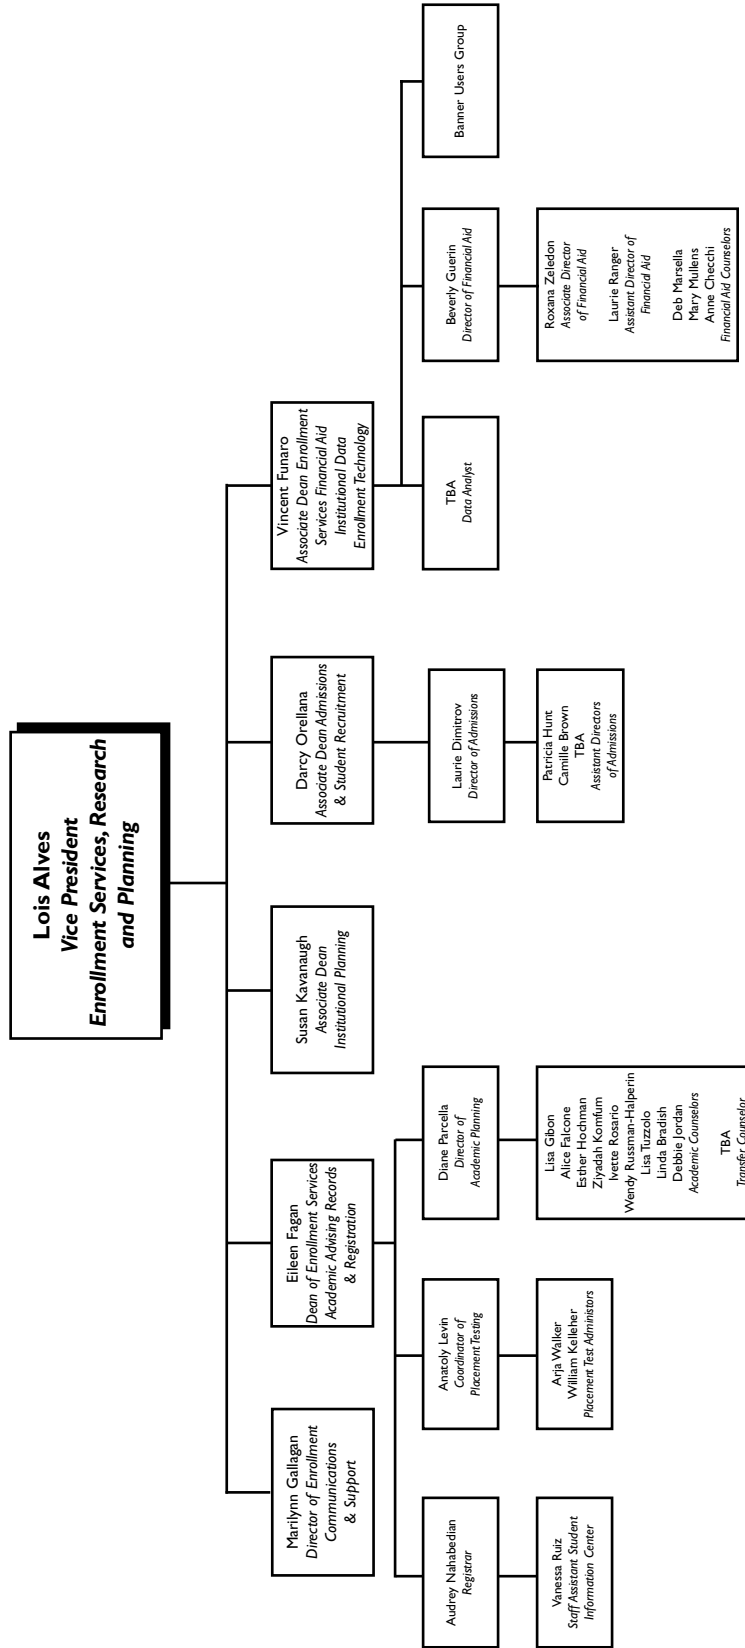 Lois Alves
Vice President
Enrollment Services, Research
and Planning
Marilynn Gallagan
Director of Enrollment
Communications
& Support
Eileen Fagan
Dean of Enrollment Services
Academic Advising Records
& Registration
Susan Kavanaugh
Associate Dean
Institutional Planning
Darcy Orellana
Associate Dean Admissions
& Student Recruitment
Vincent Funaro
Associate Dean Enrollment
Services Financial Aid
Institutional Data
Enrollment Technology
Audrey Nahabedian
Registrar
Anatoly Levin
Coordinator of
Placement Testing
Diane Parcella
Director of
Academic Planning
Laurie Dimitrov
Director of Admissions
TBA
Data Analyst
Beverly Guerin
Director of Financial Aid
Banner Users Group
Vanessa Ruiz
Staff Assistant Student
Information Center
Arja Walker
William Kelleher
Placement Test Administors
Lisa Gibon
Alice Falcone
Esther Hochman
Ziyadah Komfum
Ivette Rosario
Wendy Russman-Halperin
Lisa Tuzzolo
Linda Bradish
Debbie Jordan
Academic Counselors
TBA
Transfer Counselor
Patricia Hunt
Camille Brown
TBA
Assistant Directors
of Admissions
Roxana Zeledon
Associate Director
of Financial Aid
Laurie Ranger
Assistant Director of
Financial Aid
Deb Marsella
Mary Mullens
Anne Checchi
Financial Aid Counselors